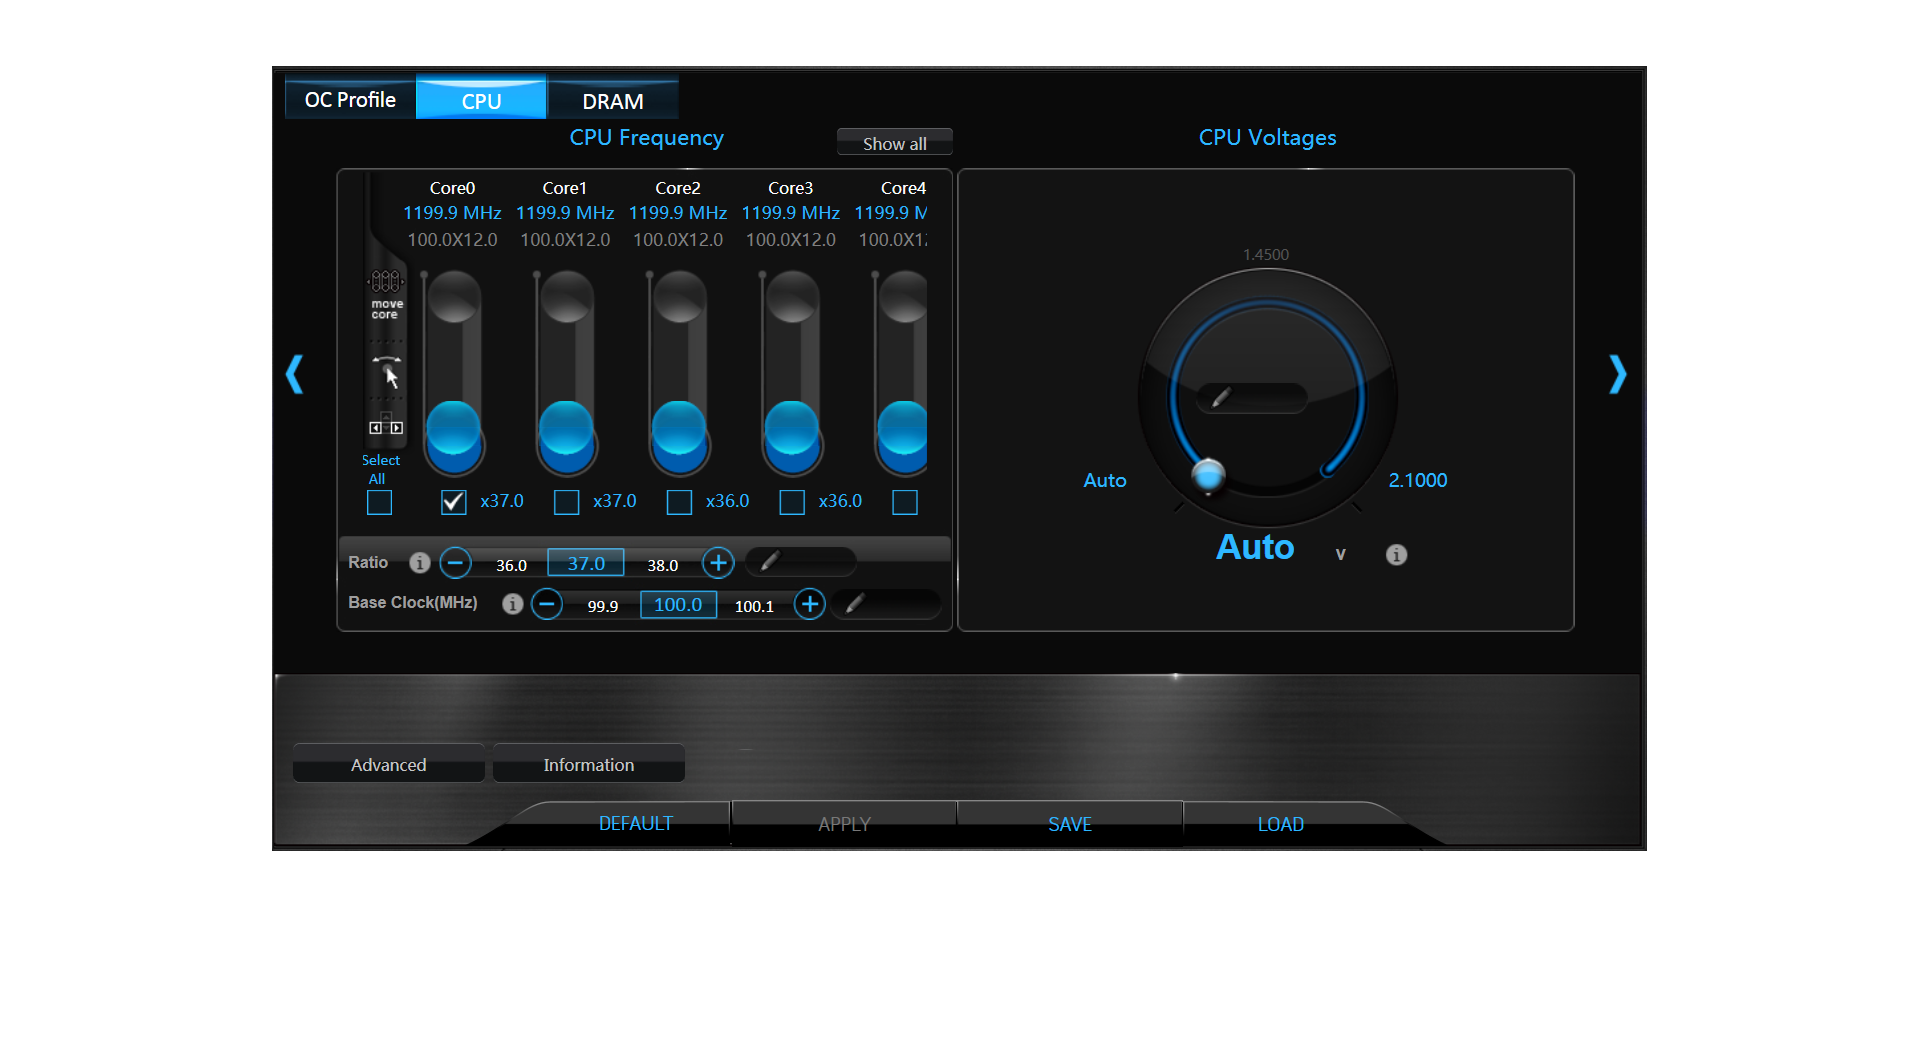 OC Profile CPU DRAM
CPU Frequency Show all CPU Voltages
Core0 Core1 Core2 Core3 Core4
1199.9 MHz 1199.9 MHz 1199.9 MHz 1199.9 MHz 1199.9 M
100.0X12.0 100.0X12.0 100.0X12.0 100.0X12.0 100.0X1
1.4500
move
core
Select
All
x37.0 x37.0 x36.0 x36.0
Auto 2.1000
Auto v
Ratio 36.0 37.0 38.0
Base Clock(MHz) 99.9 100.0 100.1
Advanced Information
DEFAULT APPLY SAVE LOAD